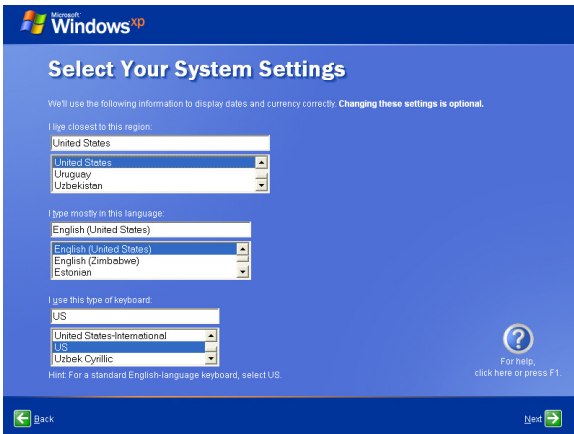 Microsoft
Windows xp
Select Your System Settings
We'll use the following information to display dates and currency correctly. Changing these settings is optional.
I live closest to this region:
United States
United States
Uruguay
Uzbekistan
I type mostly in this language:
English (United States)
English (United States)
English (Zimbabwe)
Estonian
I use this type of keyboard:
US
United States-International
US
Uzbek Cyrillic
Hint: For a standard English-language keyboard, select US.
?
For help,
click here or press F1.
Back
Next